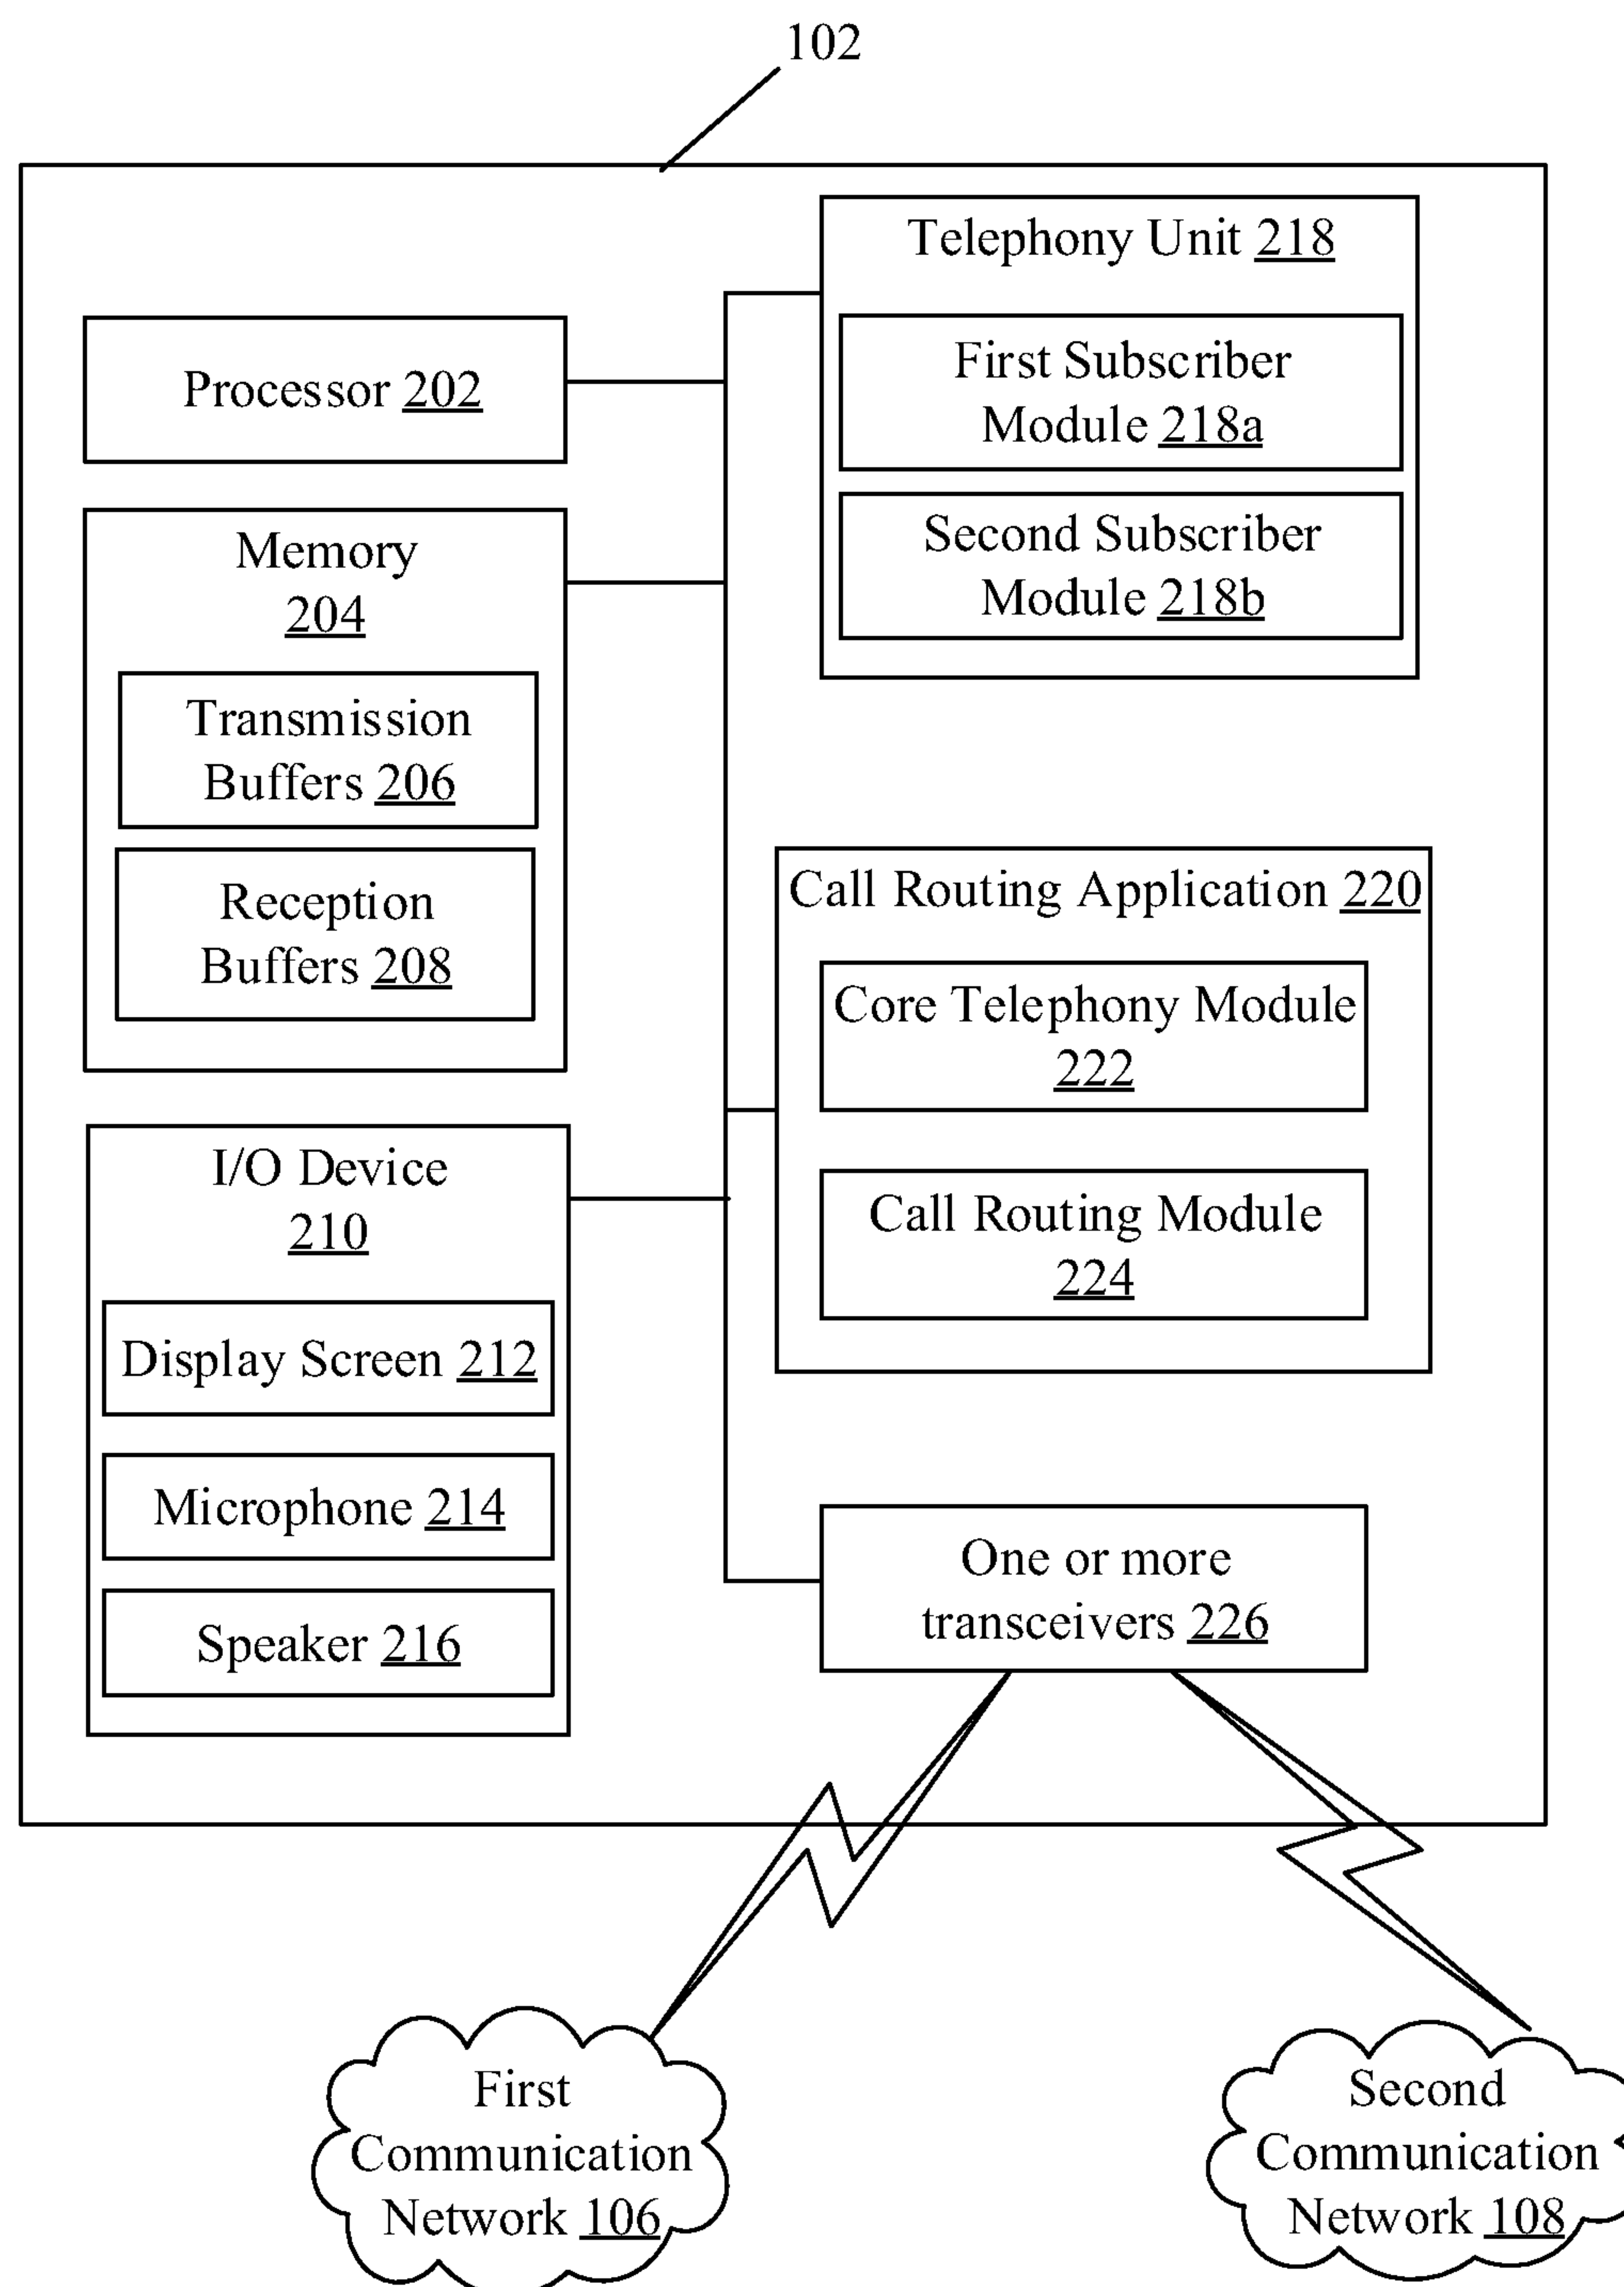 102
Processor 202
Memory
204
Transmission
Buffers 206
Reception
Buffers 208
I/O Device
210
Display Screen 212
Microphone 214
Speaker 216
Telephony Unit 218
First Subscriber
Module 218a
Second Subscriber
Module 218b
Call Routing Application 220
Core Telephony Module
222
Call Routing Module
224
One or more
transceivers 226
First
Communication
Network 106
Second
Communication
Network 108